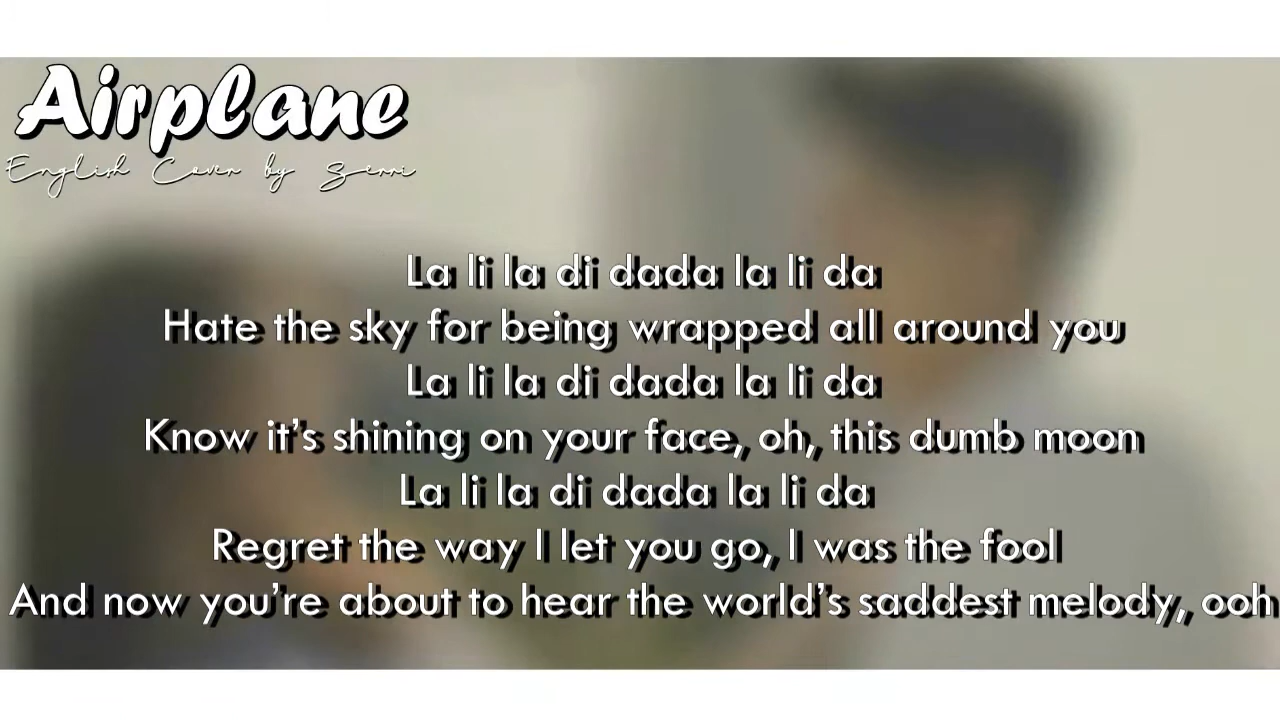 Airplane
English Cover by Serri
La li la di dada la li da
Hate the sky for being wrapped all around you
La li la di dada la li da
Know it's shining on your face, oh, this dumb moon
La li la di dada la li da
Regret the way I let you go, I was the fool
And now you're about to hear the world's saddest melody, ooh